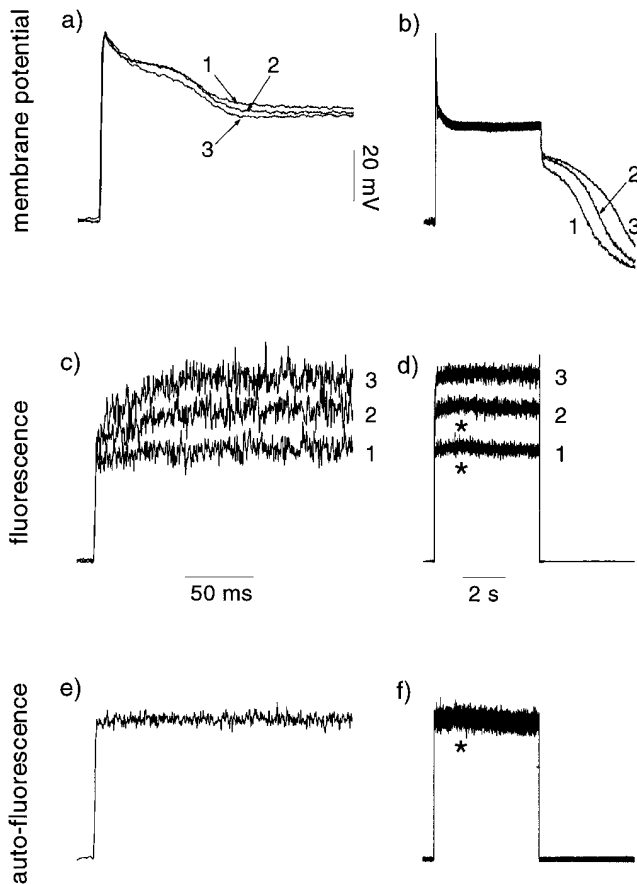 a)
b)
membrane potential
1
2
3
20 mV
1
2
3
c)
d)
fluorescence
3
2
1
3
2
*
1
*
50 ms
2 s
e)
f)
auto-fluorescence
*